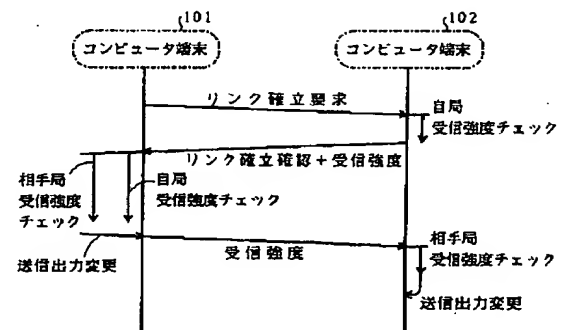 101
102
コンピュータ端末
コンピュータ端末
リンク確立要求
自局
受信強度チェック
リンク確立確認+受信強度
相手局
受信強度
チェック
自局
受信強度チェック
受信強度
相手局
受信強度チェック
送信出力変更
送信出力変更